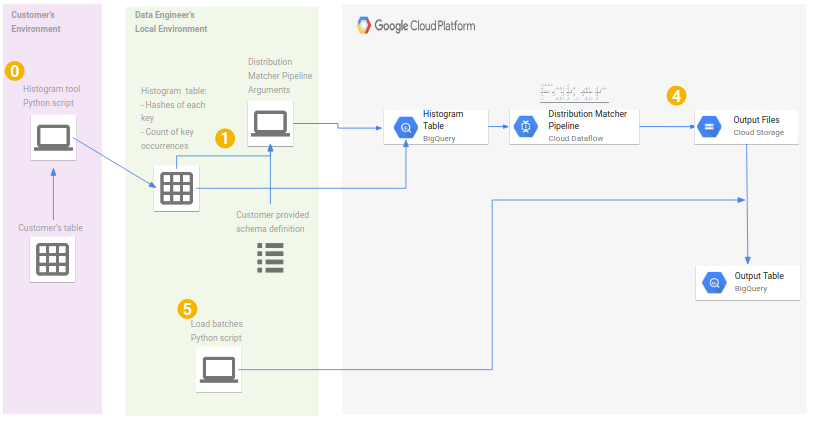 Customer's
Environment
Data Engineer's
Local Environment
Google Cloud Platform
0
Histogram tool
Python script
Customer's table
Histogram table:
- Hashes of each
key
- Count of key
occurrences
1
Distribution
Matcher Pipeline
Arguments
Customer provided
schema definition
5
Load batches
Python script
Histogram
Table
BigQuery
Distribution Matcher
Pipeline
Cloud Dataflow
4
Output Files
Cloud Storage
Output Table
BigQuery